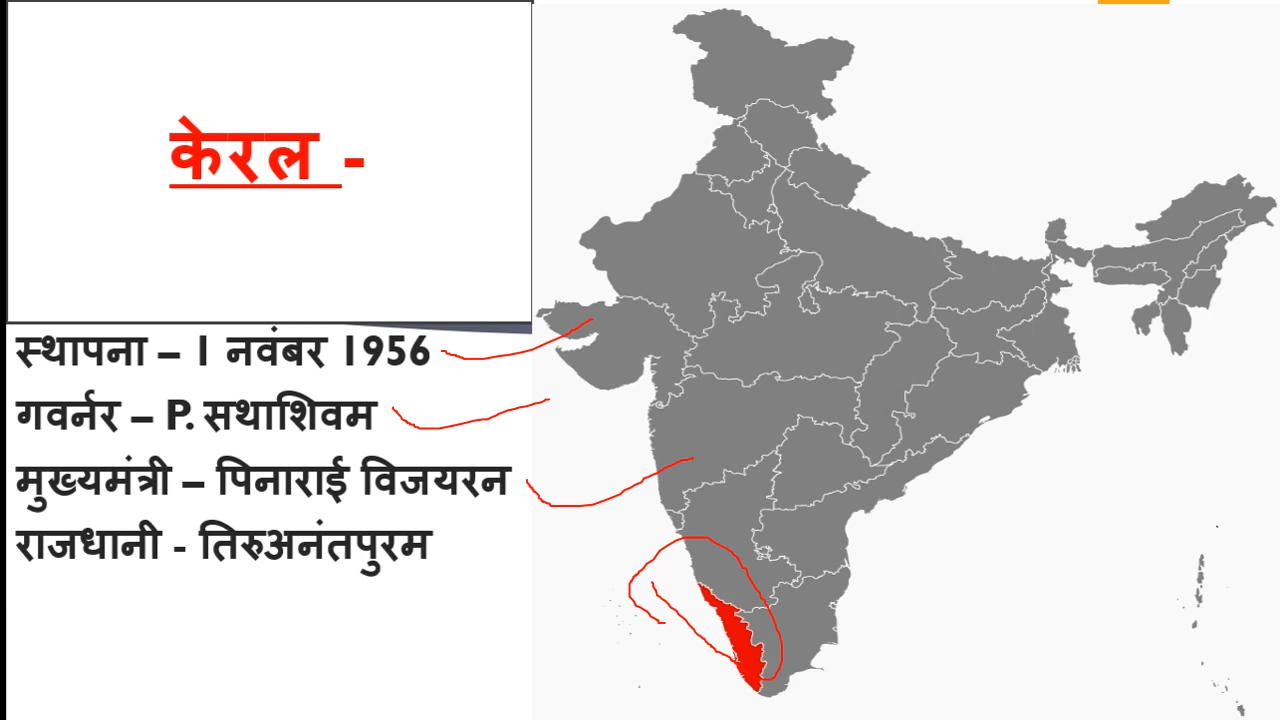 केरल -
स्थापना – 1 नवंबर 1956
गवर्नर – P. सथाशिवम
मुख्यमंत्री – पिनाराई विजयरन
राजधानी - तिरुअनंतपुरम